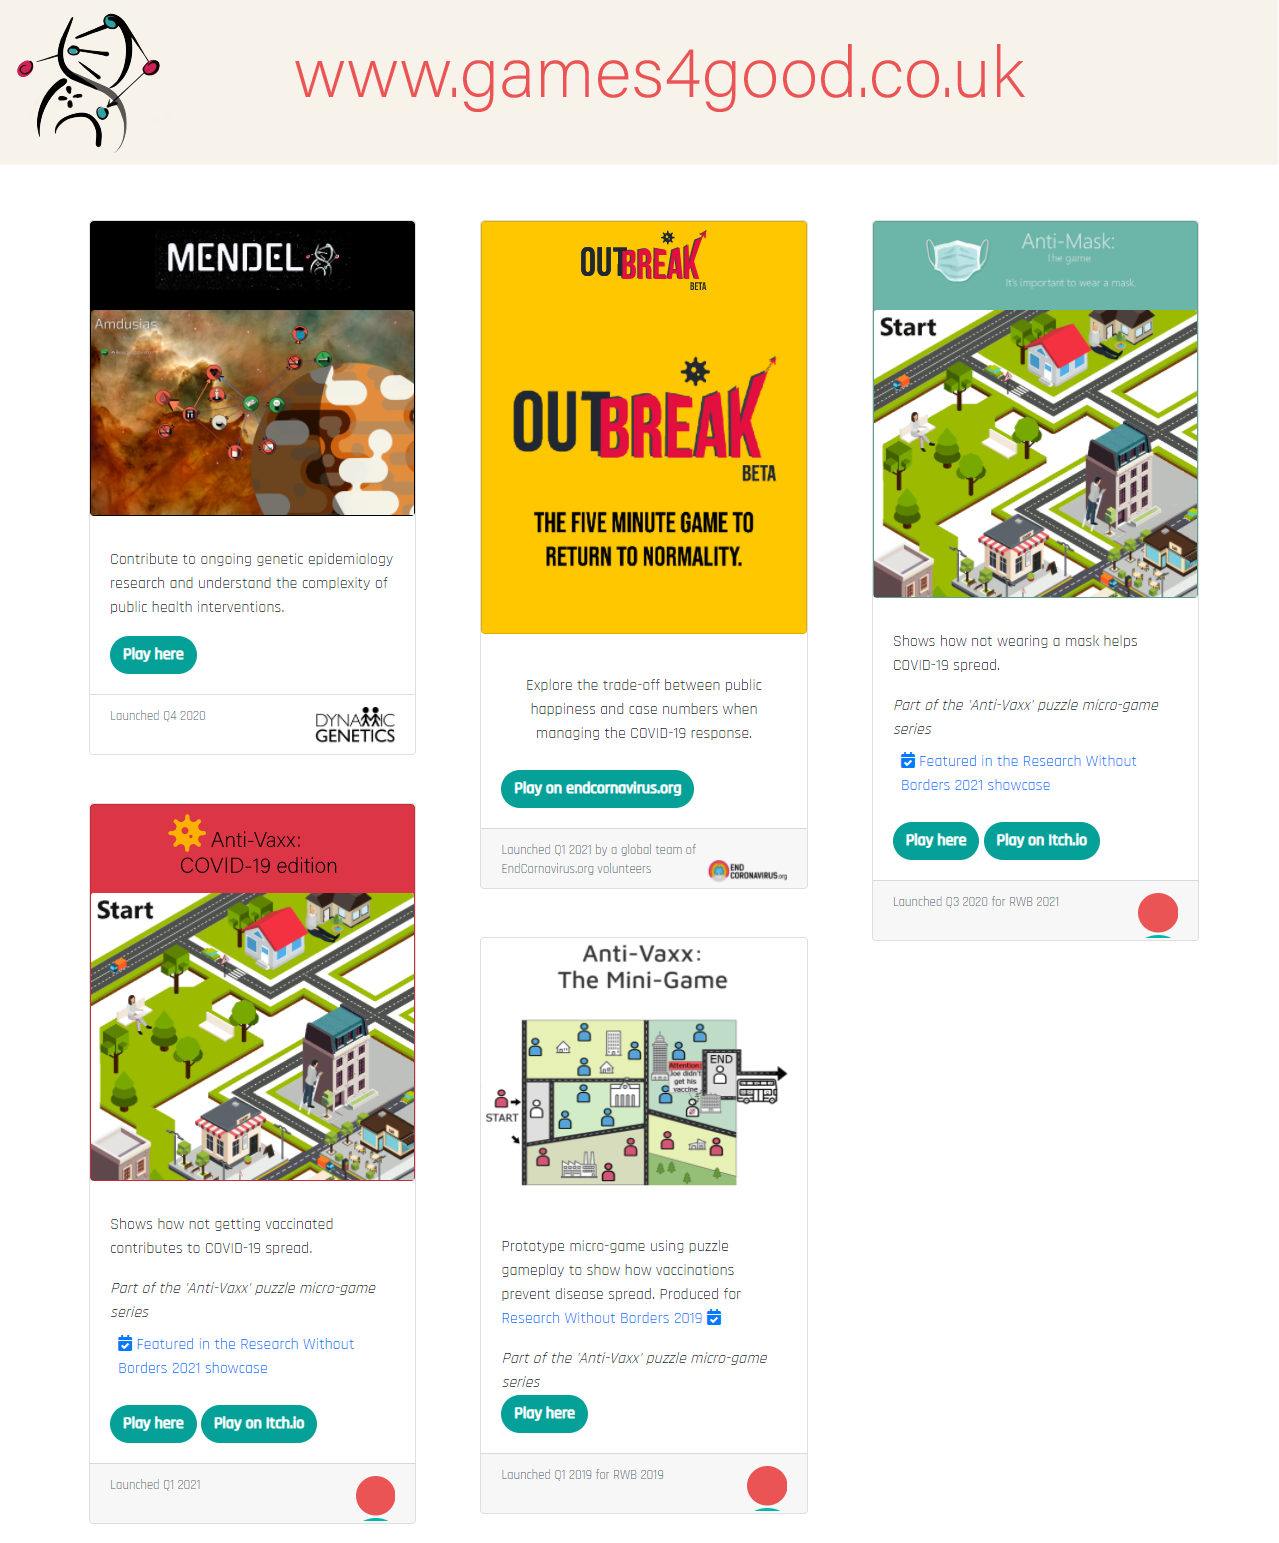 www.games4good.co.uk
MENDEL
Amdusias
Contribute to ongoing genetic epidemiology
research and understand the complexity of
public health interventions.
Play here
Launched Q4 2020
DYNAMIC
GENETICS
Anti-Vaxx:
COVID-19 edition
Start
Shows how not getting vaccinated
contributes to COVID-19 spread.
Part of the 'Anti-Vaxx' puzzle micro-game
series
Featured in the Research Without
Borders 2021 showcase
Play here
Play on Itch.io
Launched Q1 2021
OUTBREAK
BETA
OUTBREAK
BETA
THE FIVE MINUTE GAME TO
RETURN TO NORMALITY.
Explore the trade-off between public
happiness and case numbers when
managing the COVID-19 response.
Play on endcornavirus.org
Launched Q1 2021 by a global team of
EndCornavirus.org volunteers
END
CORONAVIRUS.org
Anti-Vaxx:
The Mini-Game
END
Attention:
Joe didn't
get his
vaccine
START
Prototype micro-game using puzzle
gameplay to show how vaccinations
prevent disease spread. Produced for
Research Without Borders 2019
Part of the 'Anti-Vaxx' puzzle micro-game
series
Play here
Launched Q1 2019 for RWB 2019
Anti-Mask:
The game
It's important to wear a mask.
Start
Shows how not wearing a mask helps
COVID-19 spread.
Part of the 'Anti-Vaxx' puzzle micro-game
series
Featured in the Research Without
Borders 2021 showcase
Play here
Play on Itch.io
Launched Q3 2020 for RWB 2021